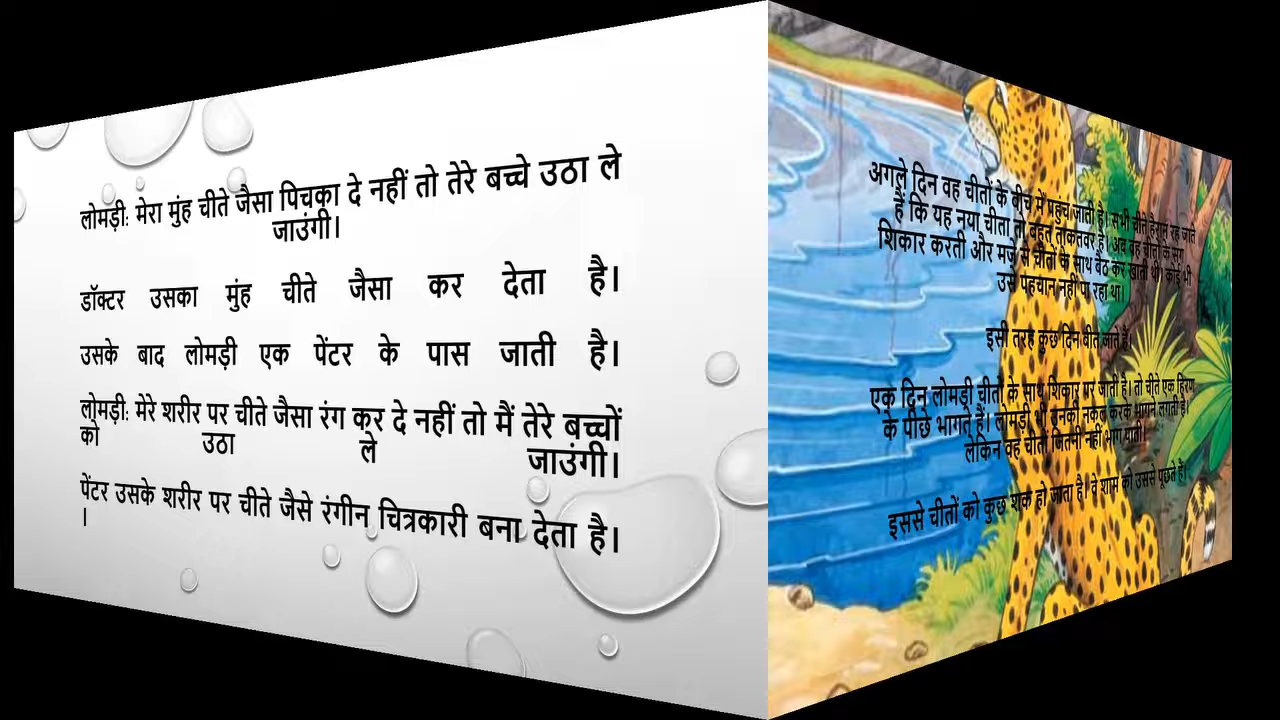 लोमड़ी: मेरा मुंह चीते जैसा पिचका दे नहीं तो तेरे बच्चे उठा ले
जाउंगी।
डॉक्टर उसका मुंह चीते जैसा कर देता है।
उसके बाद लोमड़ी एक पेंटर के पास जाती है।
लोमड़ी: मेरे शरीर पर चीते जैसा रंग कर दे नहीं तो मैं तेरे बच्चों
को उठा ले जाउंगी।
पेंटर उसके शरीर पर चीते जैसे रंगीन चित्रकारी बना देता है।
।
अगले दिन वह चीतों के बीच में पहुंच जाती है। सभी चीते हैरान रह जाते
हैं कि यह नया चीता तो बहुत ताकतवर है। अब वह चीतों के संग
शिकार करती और मजे से चीतों के साथ बैठ कर खाती थी। कोई भी
उसे पहचान नहीं पा रहा था।
इसी तरह कुछ दिन बीत जाते हैं।
एक दिन लोमड़ी चीतों के साथ शिकार पर जाती है। तो चीते एक हिरण
के पीछे भागते हैं। लोमड़ी भी उनकी नकल करके भागने लगती है।
लेकिन वह चीतों जितनी नहीं भाग पाती।
इससे चीतों को कुछ शक हो जाता है। वे शाम को उससे पूछते हैं।